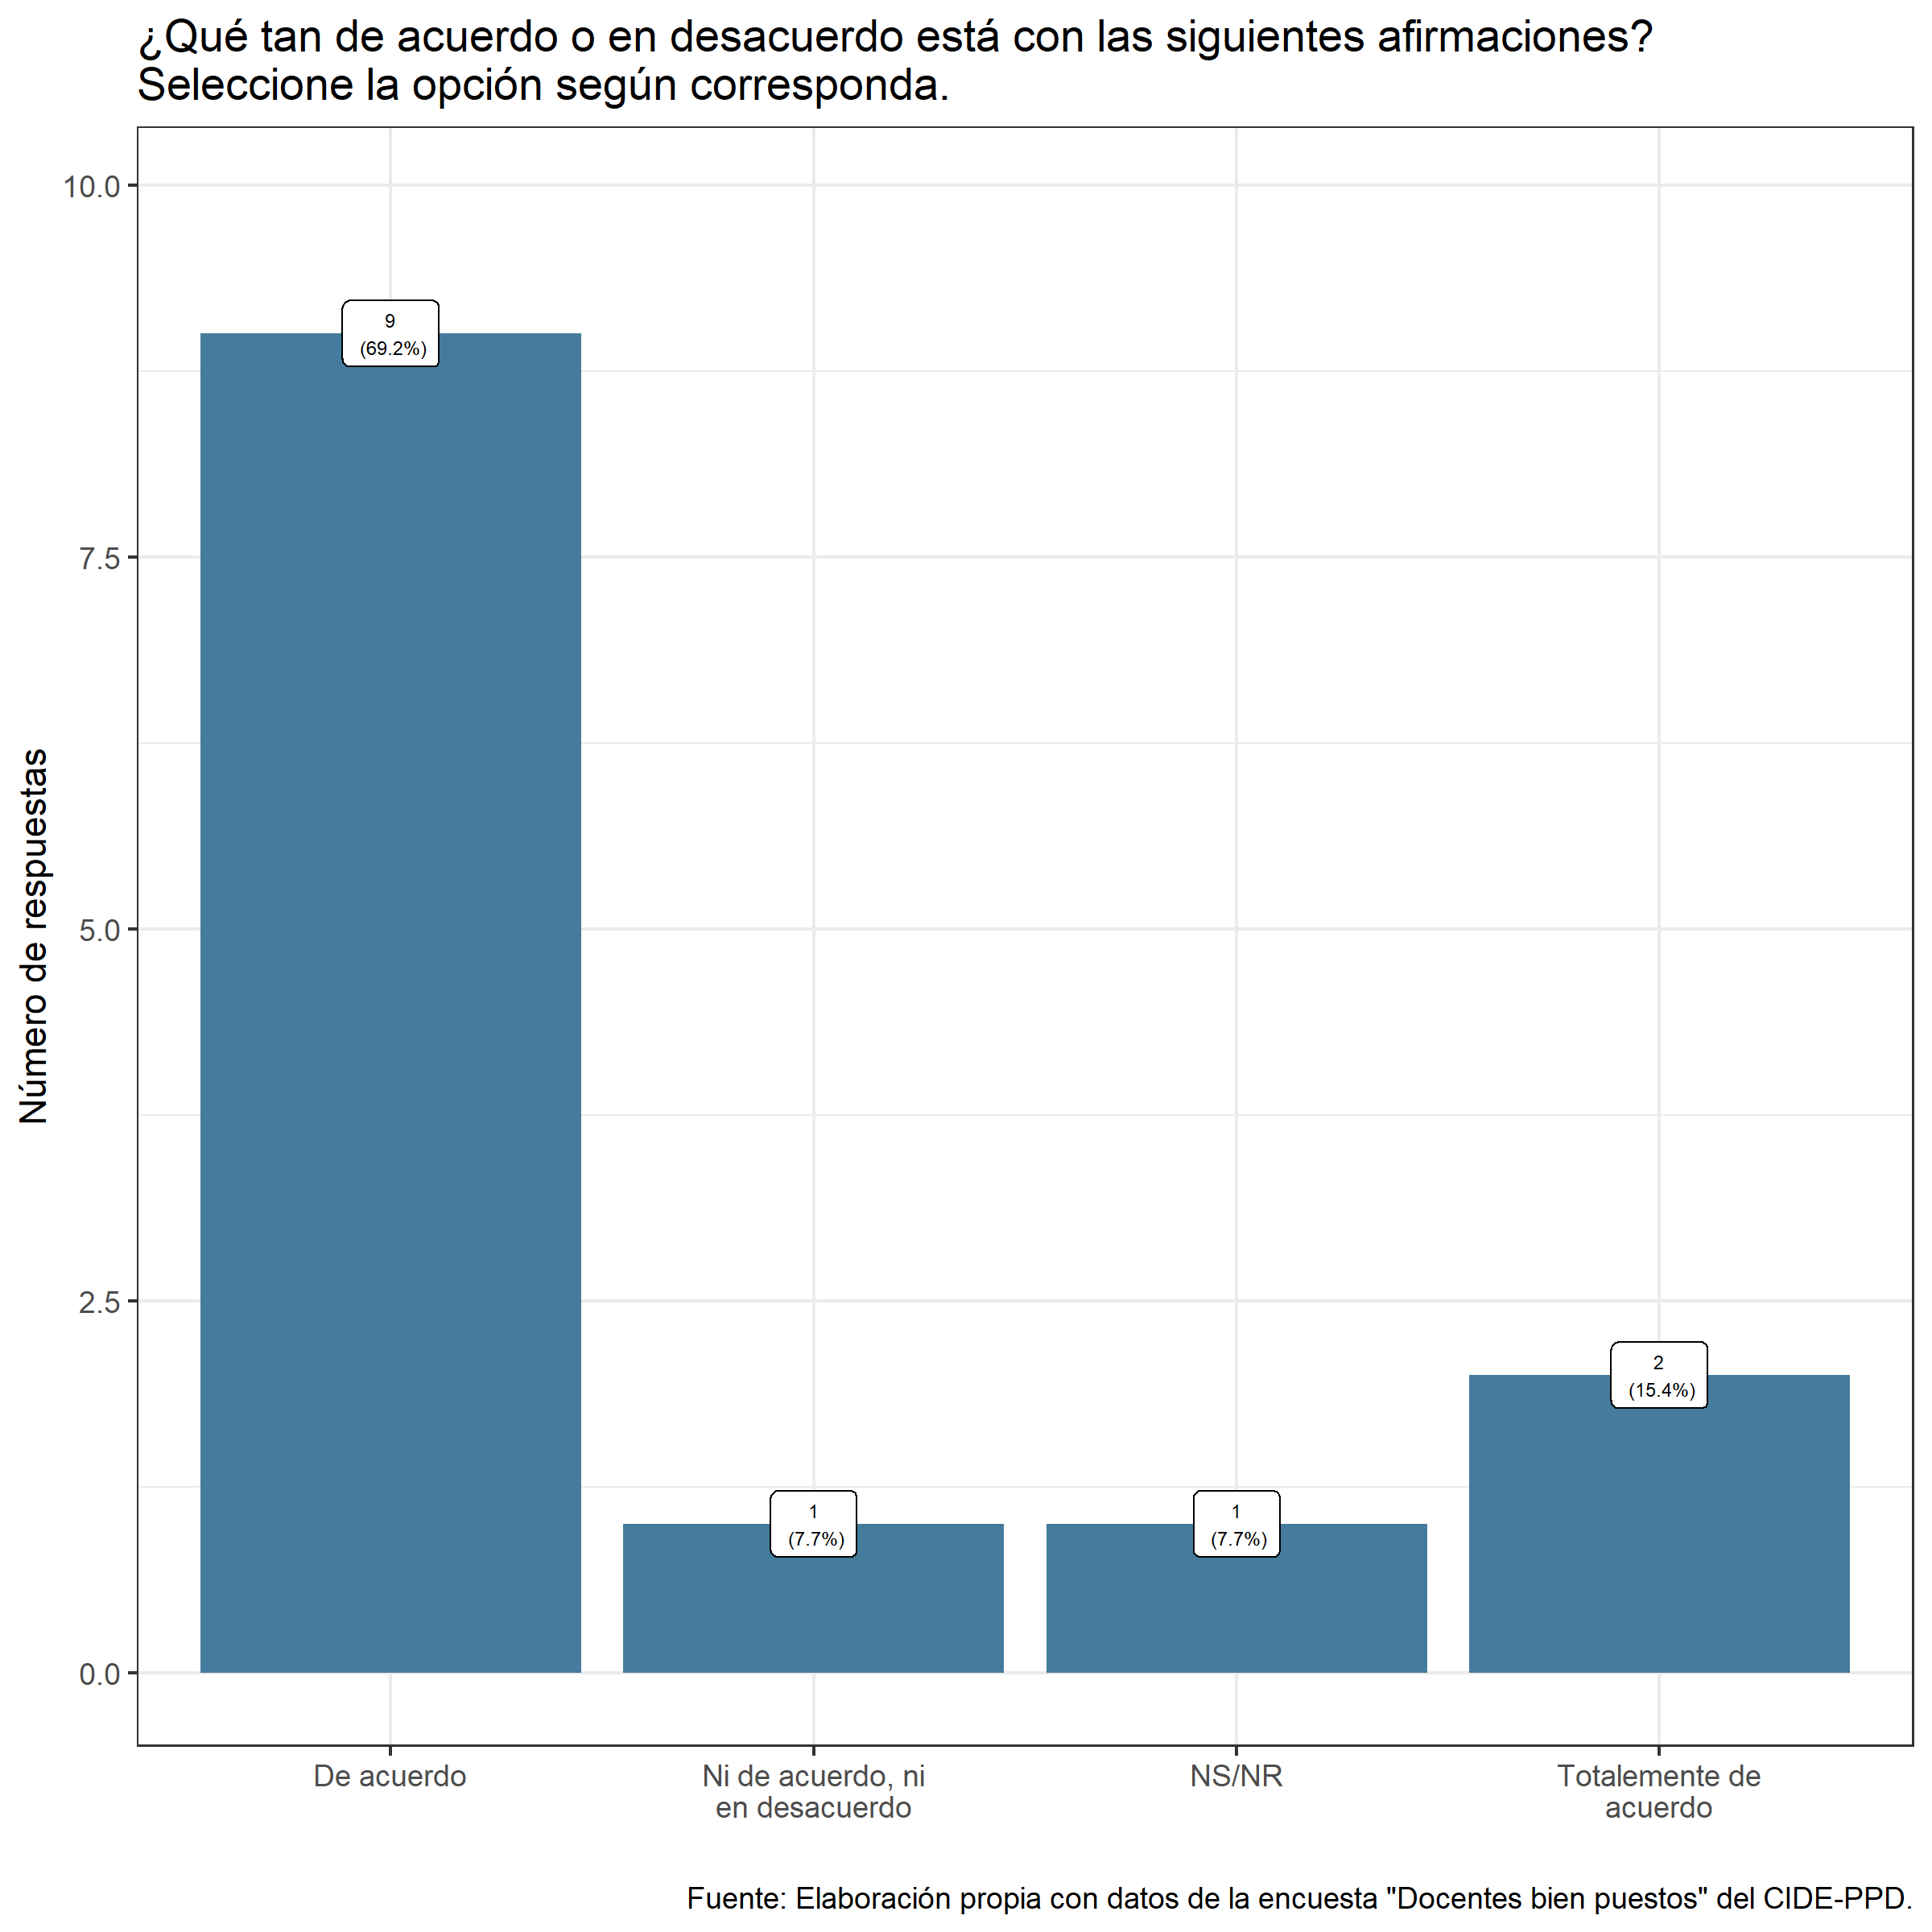 ¿Qué tan de acuerdo o en desacuerdo está con las siguientes afirmaciones?
Seleccione la opción según corresponda.
Número de respuestas
10.0
7.5
5.0
2.5
0.0
9
(69.2%)
1
(7.7%)
1
(7.7%)
2
(15.4%)
De acuerdo
Ni de acuerdo, ni
en desacuerdo
NS/NR
Totalemente de
acuerdo
Fuente: Elaboración propia con datos de la encuesta "Docentes bien puestos" del CIDE-PPD.